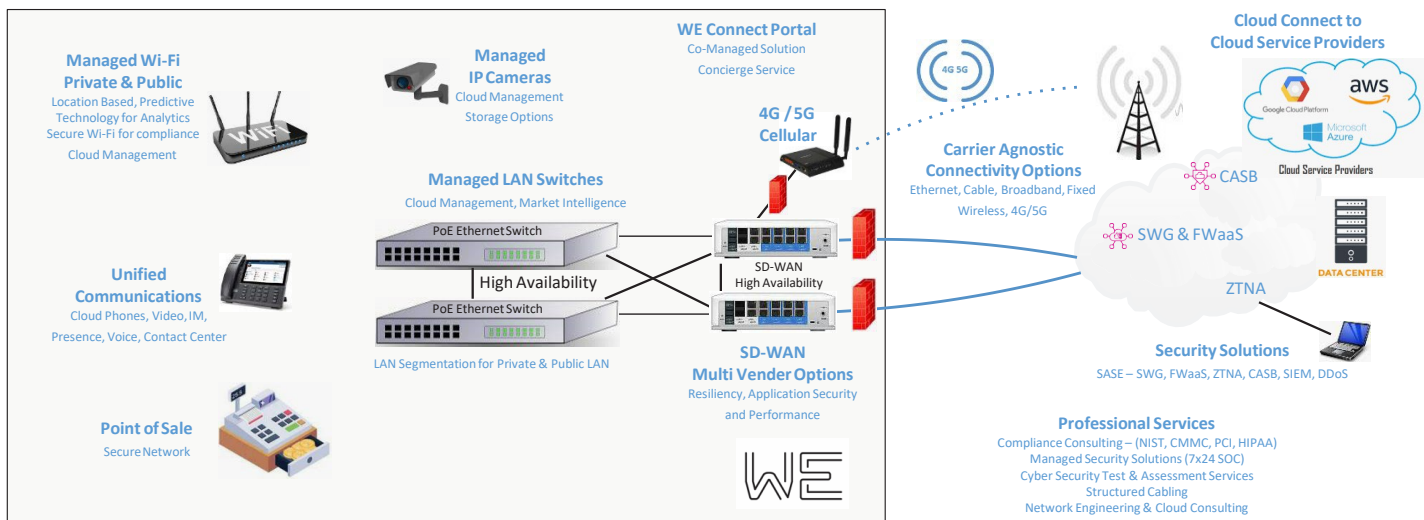 Managed Wi-Fi
Private & Public
Location Based, Predictive
Technology for Analytics
Secure Wi-Fi for compliance
Cloud Management
WiFi
Managed
IP Cameras
Cloud Management
Storage Options
WE Connect Portal
Co-Managed Solution
Concierge Service
4G / 5G
Cellular
Managed LAN Switches
Cloud Management, Market Intelligence
PoE Ethernet Switch
High Availability
PoE Ethernet Switch
LAN Segmentation for Private & Public LAN
SD-WAN
High Availability
SD-WAN
Multi Vender Options
Resiliency, Application Security
and Performance
Unified
Communications
Cloud Phones, Video, IM,
Presence, Voice, Contact Center
Point of Sale
Secure Network
WE
4G 5G
Carrier Agnostic
Connectivity Options
Ethernet, Cable, Broadband, Fixed
Wireless, 4G/5G
Cloud Connect to
Cloud Service Providers
Google Cloud Platform
aws
Microsoft
Azure
Cloud Service Providers
CASB
SWG & FWaaS
DATA CENTER
ZTNA
Security Solutions
SASE – SWG, FWaaS, ZTNA, CASB, SIEM, DDoS
Professional Services
Compliance Consulting – (NIST, CMMC, PCI, HIPAA)
Managed Security Solutions (7x24 SOC)
Cyber Security Test & Assessment Services
Structured Cabling
Network Engineering & Cloud Consulting